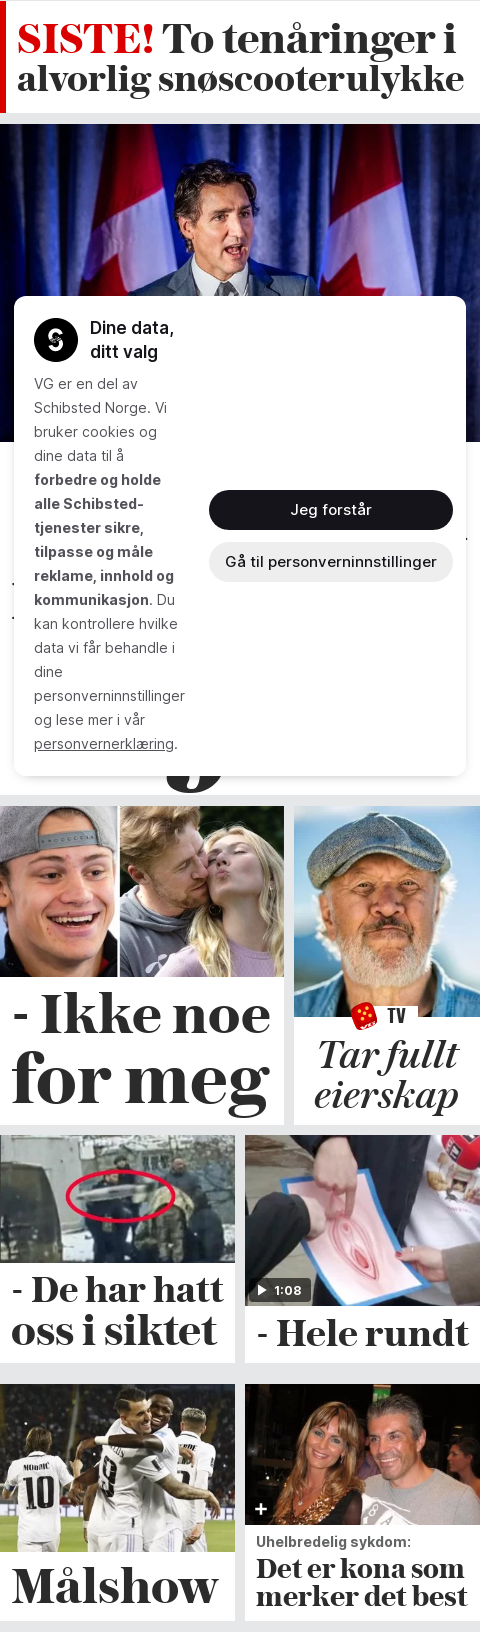 SISTE! To tenåringer i
alvorlig snøscooterulykke
Dine data,
ditt valg
VG er en del av
Schibsted Norge. Vi
bruker cookies og
dine data til å
forbedre og holde
alle Schibsted-
tjenester sikre,
tilpasse og måle
reklame, innhold og
kommunikasjon. Du
kan kontrollere hvilke
data vi får behandle i
dine
personverninnstillinger
og lese mer i vår
personvernerklæring.
Jeg forstår
Gå til personverninnstillinger
- Ikke noe
for meg
TV
Tar fullt
eierskap
- De har hatt
oss i siktet
1:08
- Hele rundt
MODRIĆ
10
9
Målshow
Uhelbredelig sykdom:
Det er kona som
merker det best